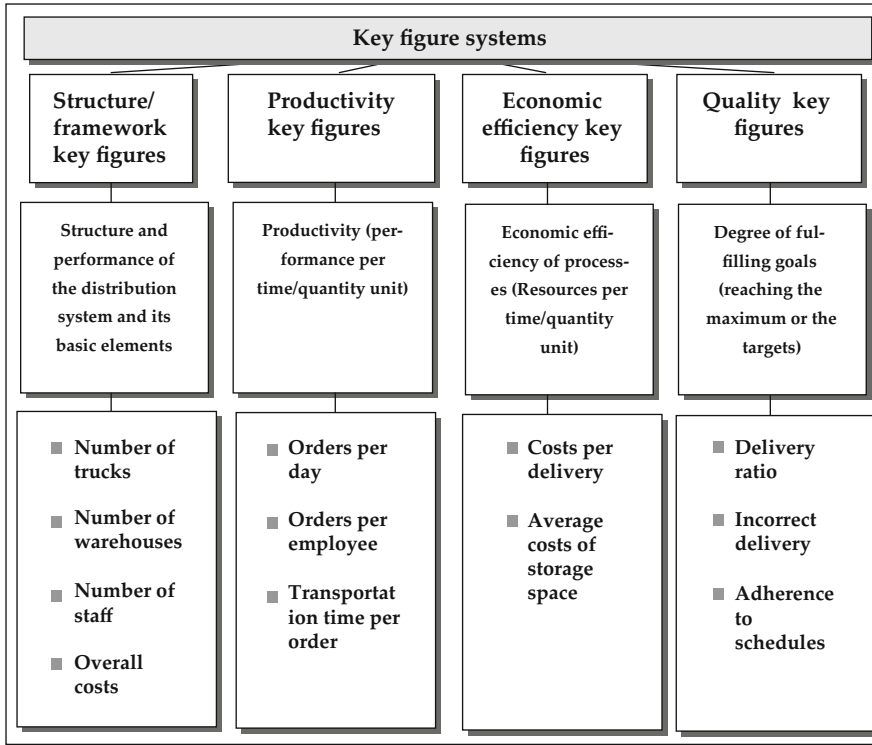 Key figure systems
Structure/
framework
key figures
Productivity
key figures
Economic
efficiency key
figures
Quality key
figures
Structure and
performance of
the distribution
system and its
basic elements
Productivity (per-
formance per
time/quantity unit)
Economic effi-
ciency of process-
es (Resources per
time/quantity
unit)
Degree of ful-
filling goals
(reaching the
maximum or the
targets)
Number of
trucks
Number of
warehouses
Number of
staff
Overall
costs
Orders per
day
Orders per
employee
Transportat
ion time per
order
Costs per
delivery
Average
costs of
storage
space
Delivery
ratio
Incorrect
delivery
Adherence
to
schedules